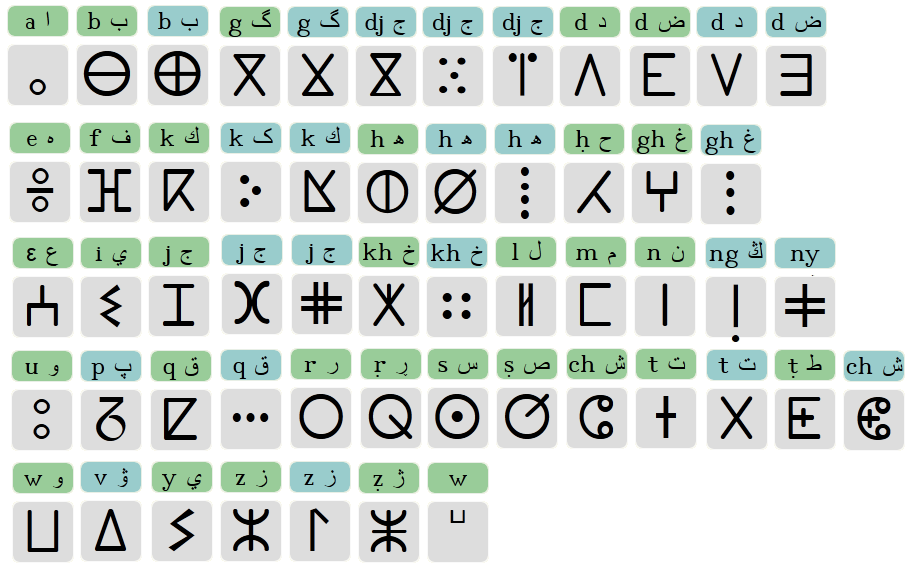 a ا b ب b ب g گ g گ dj ج dj ج dj ج d د d ض d د d ض
ⴰ ⴱ ⴲ ⴳ ⴴ ⴵ ⴶ ⵘ ⴷ ⴹ ⴸ ⴺ
e ه f ف k ك k ک k ك h ه h ه h ه ḥ ح gh غ gh غ
ⴻ ⴼ ⴽ ⴾ ⴿ ⵀ ⵁ ⵂ ⵃ ⵖ ⵗ
ε ع i ي j ج j ج j ج kh خ kh خ l ل m م n ن ng ڭ ny
ⵄ ⵉ ⵊ ⵋ ⵌ ⵅ ⵆ ⵍ ⵎ ⵏ ⵑ ⵐ
u و p پ q ق q ق r ر ṛ ڕ s س ṣ ص ch ش t ت t ت ṭ ط ch ش
ⵓ ⵒ ⵇ ⵈ ⵔ ⵕ ⵙ ⵚ ⵛ ⵜ ⵝ ⵟ ⵞ
w و v ۋ y ي z ز z ز ẓ ژ w
ⵡ ⵠ ⵢ ⵣ ⵤ ⵥ ⵯ